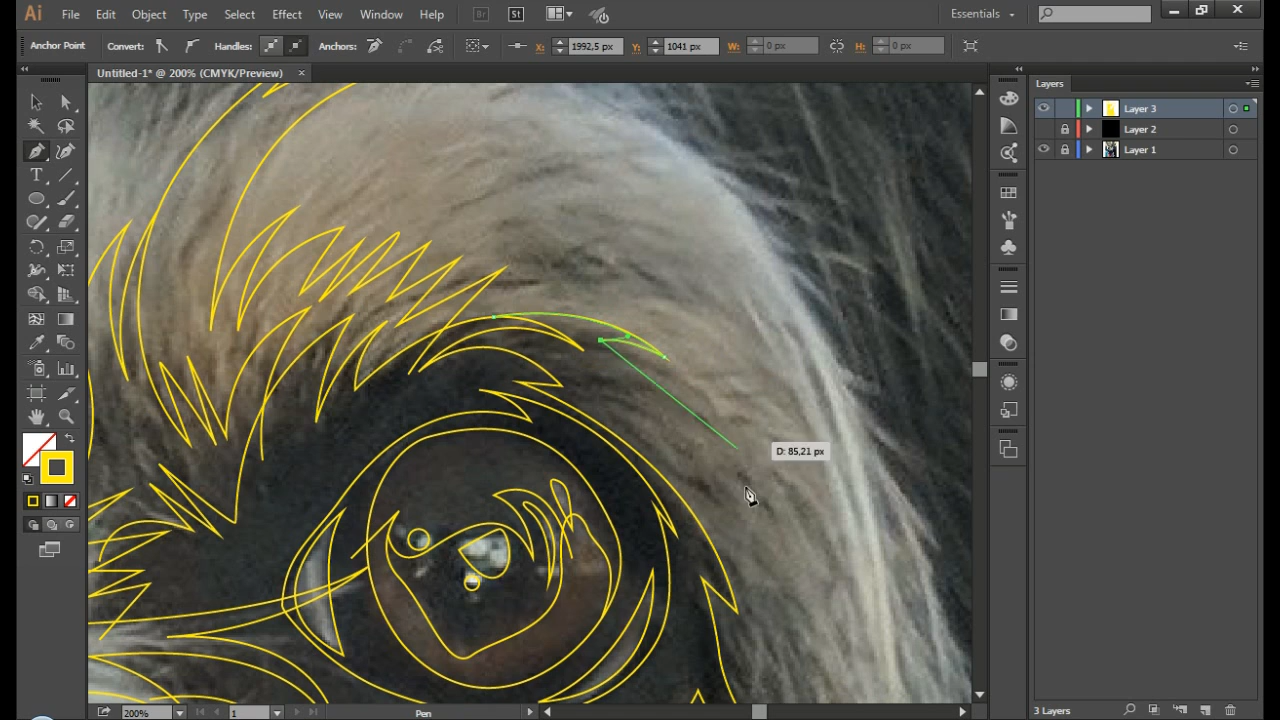 Ai File Edit Object Type Select Effect View Window Help Br St Essentials
Anchor Point Convert: Handles: Anchors: X: 1992,5 px Y: 1041 px W: 0 px H: 0 px
Untitled-1* @ 200% (CMYK/Preview)
Layers
Layer 3
Layer 2
Layer 1
D: 85,21 px
200% 1 Pen
3 Layers